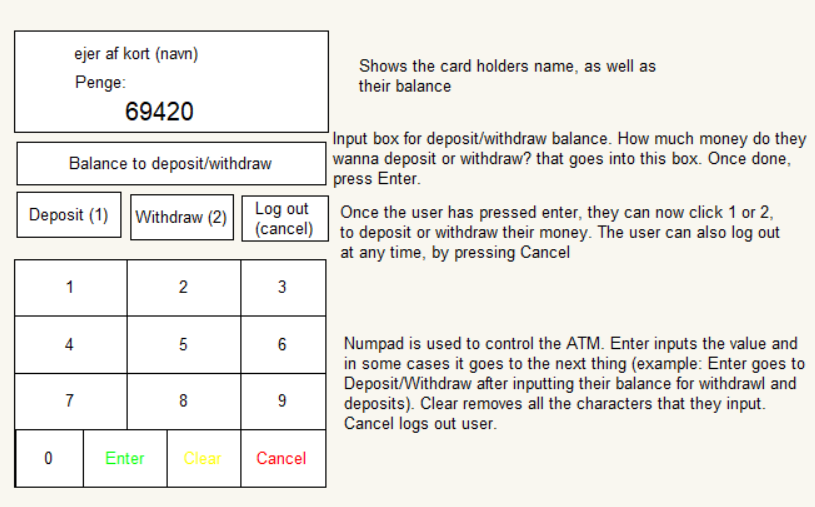 ejer af kort (navn)
Penge:
69420
Shows the card holders name, as well as
their balance
Balance to deposit/withdraw
Input box for deposit/withdraw balance. How much money do they
wanna deposit or withdraw? that goes into this box. Once done,
press Enter.
Deposit (1)
Withdraw (2)
Log out
(cancel)
Once the user has pressed enter, they can now click 1 or 2,
to deposit or withdraw their money. The user can also log out
at any time, by pressing Cancel
1 2 3
4 5 6
7 8 9
0 Enter Clear Cancel
Numpad is used to control the ATM. Enter inputs the value and
in some cases it goes to the next thing (example: Enter goes to
Deposit/Withdraw after inputting their balance for withdrawl and
deposits). Clear removes all the characters that they input.
Cancel logs out user.